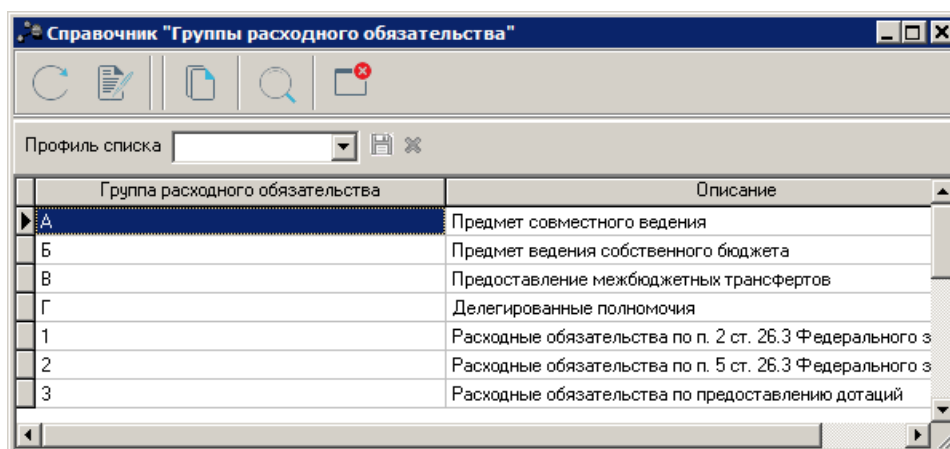 Справочник "Группы расходного обязательства"
Профиль списка
Группа расходного обязательства Описание
А Предмет совместного ведения
Б Предмет ведения собственного бюджета
В Предоставление межбюджетных трансфертов
Г Делегированные полномочия
1 Расходные обязательства по п. 2 ст. 26.3 Федерального з
2 Расходные обязательства по п. 5 ст. 26.3 Федерального з
3 Расходные обязательства по предоставлению дотаций